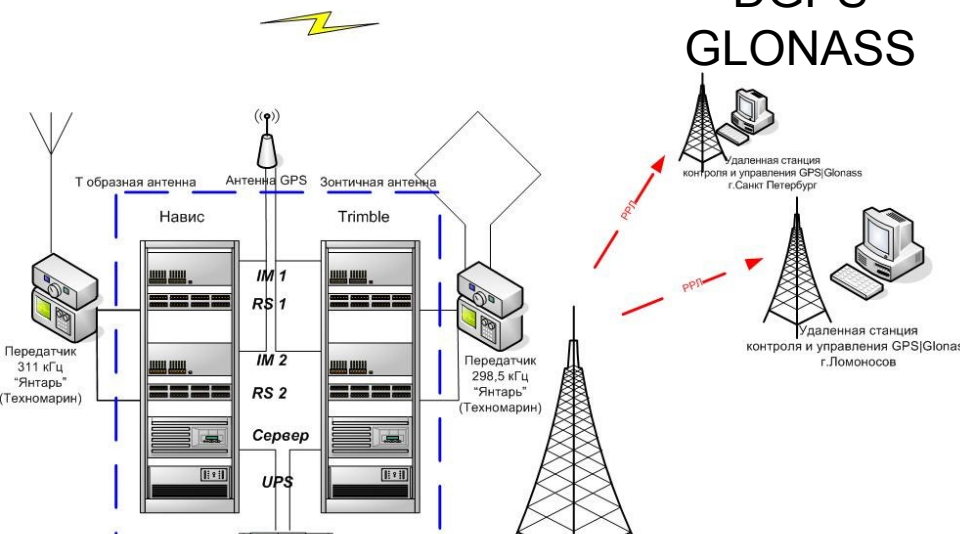 DGPS
GLONASS
Удаленная станция
контроля и управления GPS|Glonass
г.Санкт Петербург
Т образная антенна
Антенна GPS
Зонтичная антенна
Навис
Trimble
РРЛ
РРЛ
IM 1
RS 1
IM 2
RS 2
Сервер
UPS
Передатчик
311 кГц
“Янтарь”
(Техномарин)
Передатчик
298,5 кГц
“Янтарь”
(Техномарин)
Удаленная станция
контроля и управления GPS|Glonas
г.Ломоносов